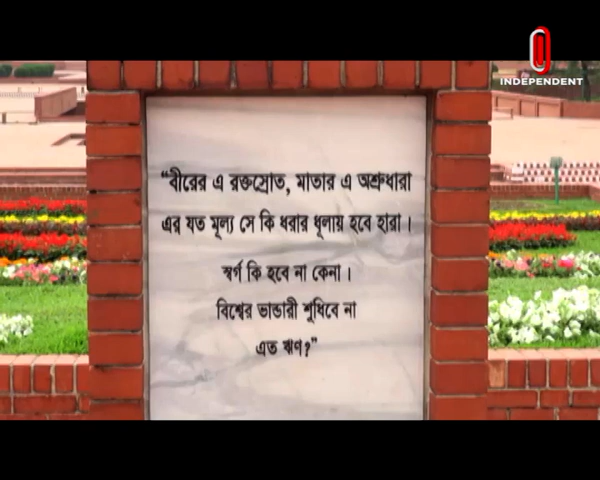 INDEPENDENT
"বীরের এ রক্তস্রোত, মাতার এ অশ্রুধারা
এর যত মূল্য সে কি ধরার ধূলায় হবে হারা।
স্বর্গ কি হবে না কেনা।
বিশ্বের ভান্ডারী শুধিবে না
এত ঋণ?"